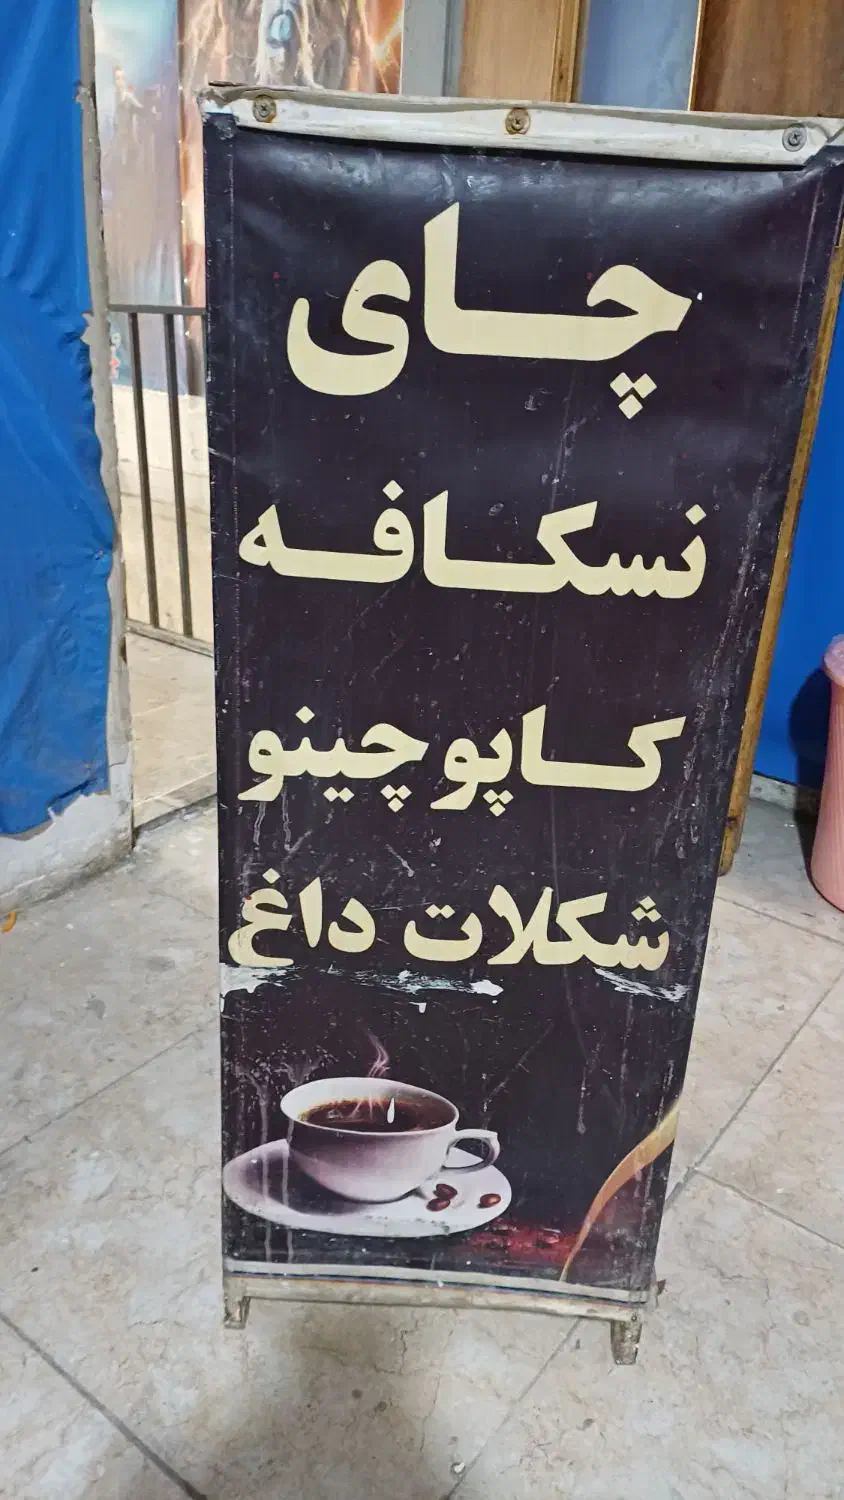 چای
نسکافه
کاپوچینو
شکلات داغ